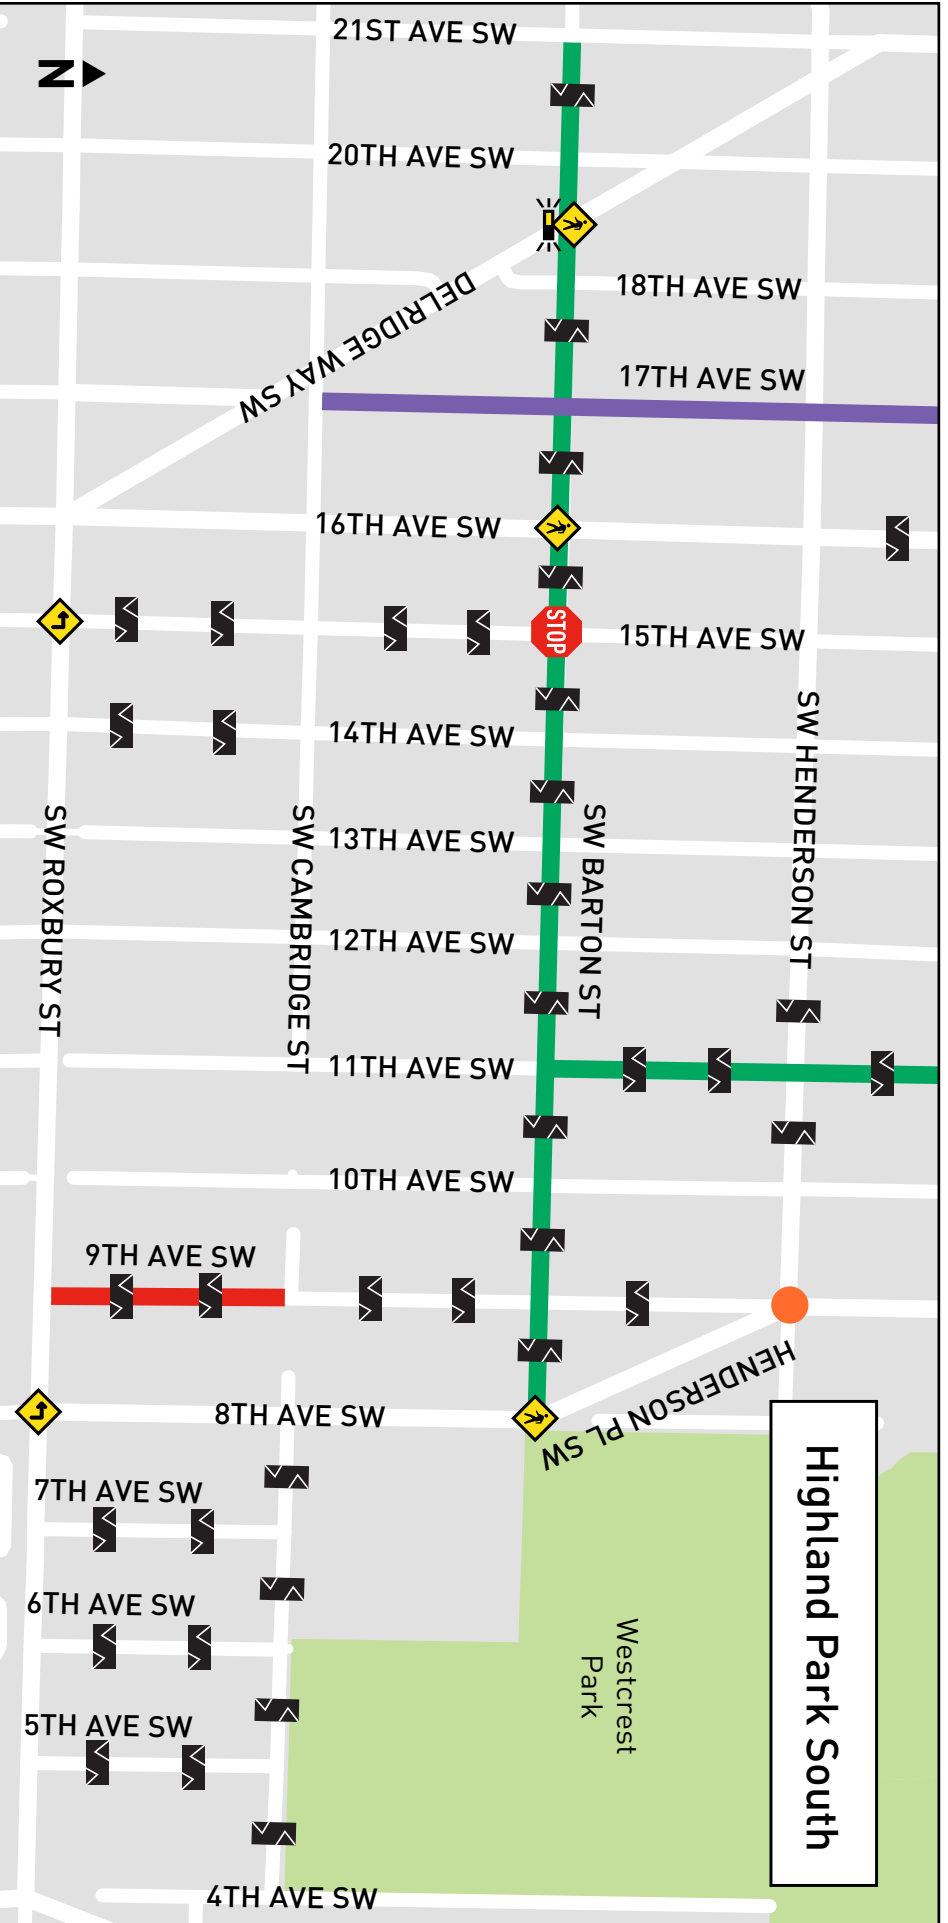 21ST AVE SW
N
20TH AVE SW
18TH AVE SW
DELRIDGE WAY SW
17TH AVE SW
16TH AVE SW
STOP
15TH AVE SW
14TH AVE SW
SW HENDERSON ST
SW ROXBURY ST
SW CAMBRIDGE ST
SW BARTON ST
13TH AVE SW
12TH AVE SW
11TH AVE SW
10TH AVE SW
9TH AVE SW
HENDERSON PL SW
8TH AVE SW
Highland Park South
7TH AVE SW
6TH AVE SW
Westcrest
Park
5TH AVE SW
4TH AVE SW